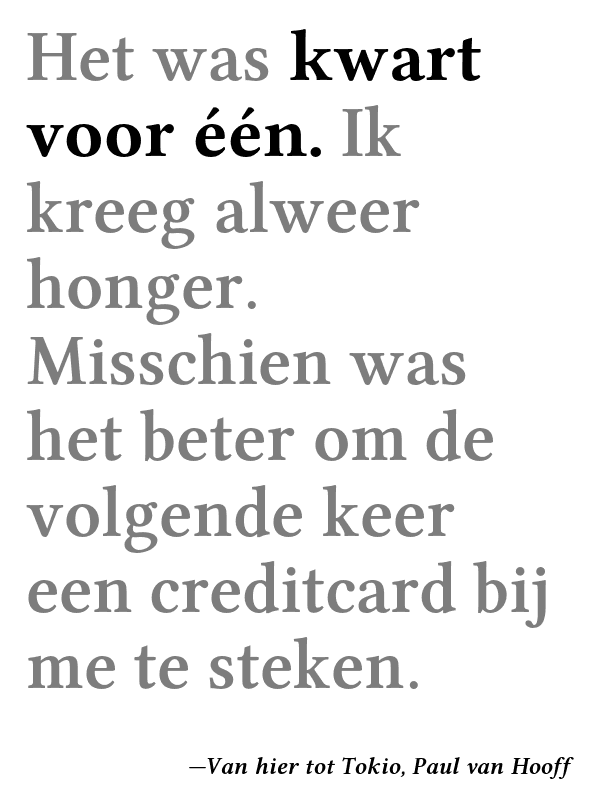 Het was kwart
voor één. Ik
kreeg alweer
honger.
Misschien was
het beter om de
volgende keer
een creditcard bij
me te steken.
—Van hier tot Tokio, Paul van Hooff